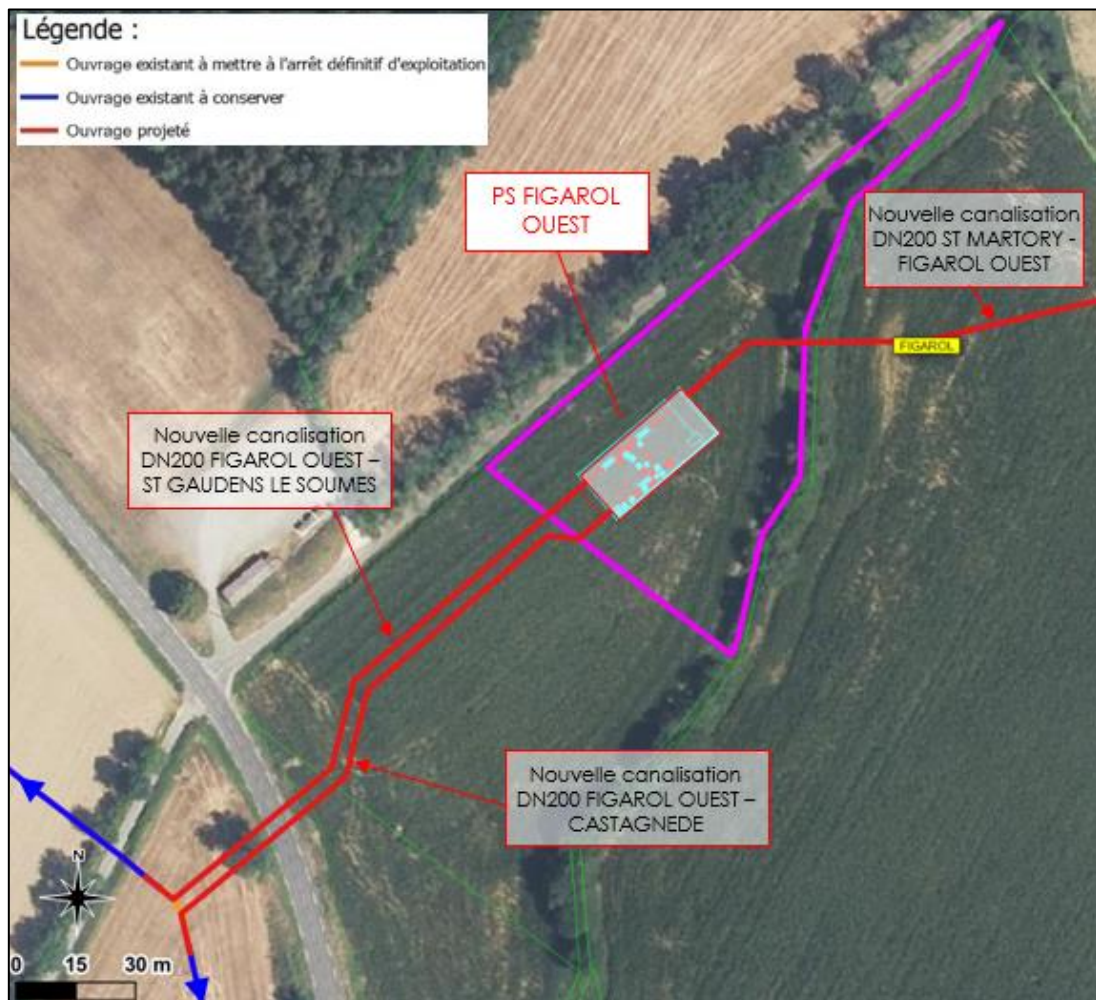 Légende :
Ouvrage existant à mettre à l'arrêt définitif d'exploitation
Ouvrage existant à conserver
Ouvrage projeté
PS FIGAROL
OUEST
Nouvelle canalisation
DN200 ST MARTORY -
FIGAROL OUEST
FIGAROL
Nouvelle canalisation
DN200 FIGAROL OUEST –
ST GAUDENS LE SOUMES
Nouvelle canalisation
DN200 FIGAROL OUEST –
CASTAGNEDE
N
0 15 30 m